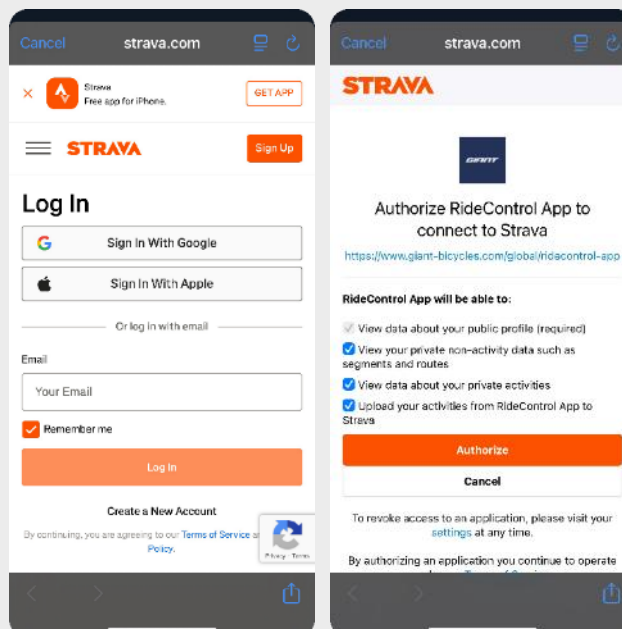 Cancel
strava.com
Strava
Free app for iPhone.
GET APP
STRAVA
Sign Up
Log In
Sign In With Google
Sign In With Apple
Or log in with email
Email
Your Email
Remember me
Log In
Create a New Account
By continuing, you are agreeing to our Terms of Service
Policy.
Privacy - Terms
Cancel
strava.com
STRAVA
GIANT
Authorize RideControl App to
connect to Strava
https://www.giant-bicycles.com/global/ridecontrol-app
RideControl App will be able to:
View data about your public profile (required)
View your private non-activity data such as
segments and routes
View data about your private activities
Upload your activities from RideControl App to
Strava
Authorize
Cancel
To revoke access to an application, please visit your
settings at any time.
By authorizing an application you continue to operate